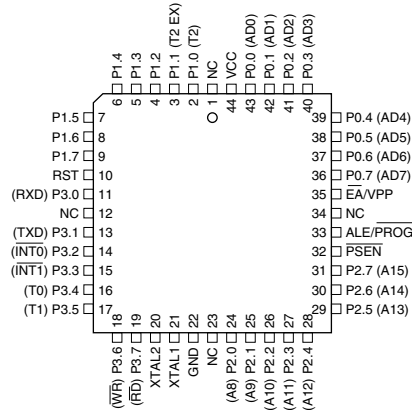 P1.4
P1.3
P1.2
P1.1 (T2 EX)
P1.0 (T2)
NC
VCC
P0.0 (AD0)
P0.1 (AD1)
P0.2 (AD2)
P0.3 (AD3)
6
5
4
3
2
1
44
43
42
41
40
P1.5 7
P1.6 8
P1.7 9
RST 10
(RXD) P3.0 11
NC 12
(TXD) P3.1 13
(INT0) P3.2 14
(INT1) P3.3 15
(T0) P3.4 16
(T1) P3.5 17
39 P0.4 (AD4)
38 P0.5 (AD5)
37 P0.6 (AD6)
36 P0.7 (AD7)
35 EA/VPP
34 NC
33 ALE/PROG
32 PSEN
31 P2.7 (A15)
30 P2.6 (A14)
29 P2.5 (A13)
18
19
20
21
22
23
24
25
26
27
28
(WR) P3.6
(RD) P3.7
XTAL2
XTAL1
GND
NC
(A8) P2.0
(A9) P2.1
(A10) P2.2
(A11) P2.3
(A12) P2.4